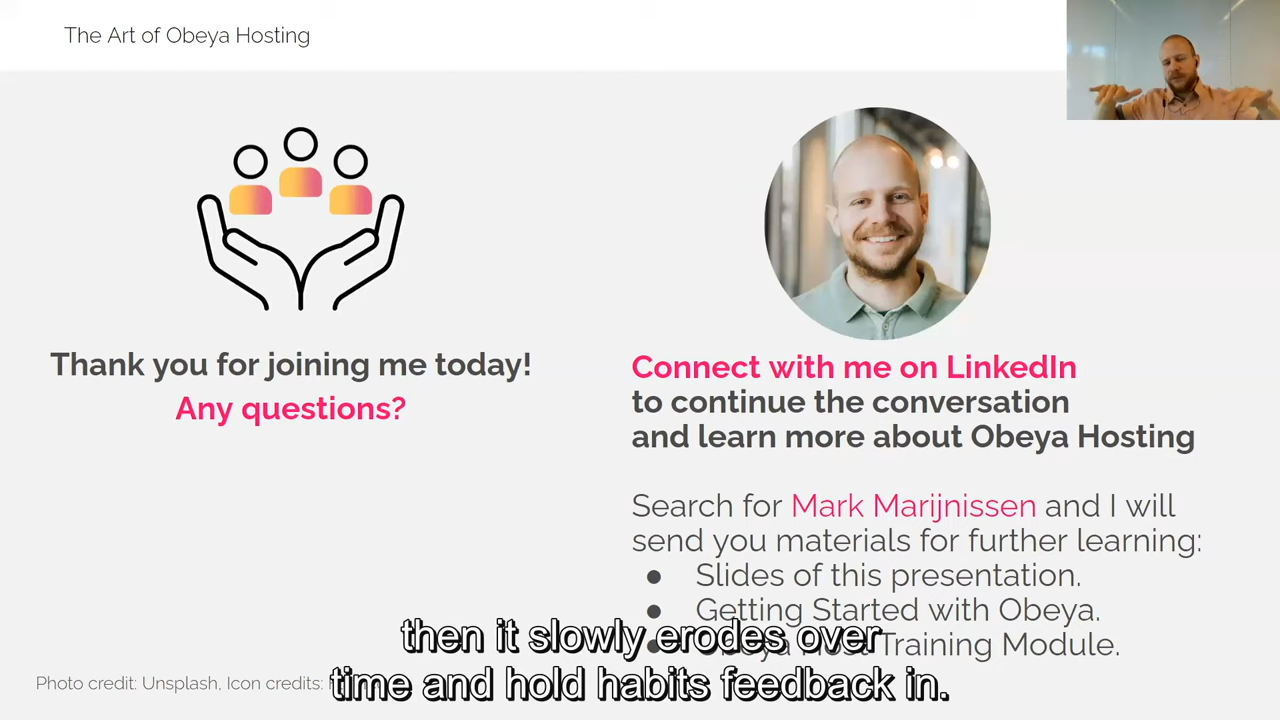 The Art of Obeya Hosting
Thank you for joining me today!
Any questions?
Connect with me on LinkedIn
to continue the conversation
and learn more about Obeya Hosting
Search for Mark Marijnissen and I will
send you materials for further learning:
● Slides of this presentation.
● Getting Started with Obeya.
● Obeya Host Training Module.
Photo credit: Unsplash, Icon credits:
then it slowly erodes over
time and hold habits feedback in.